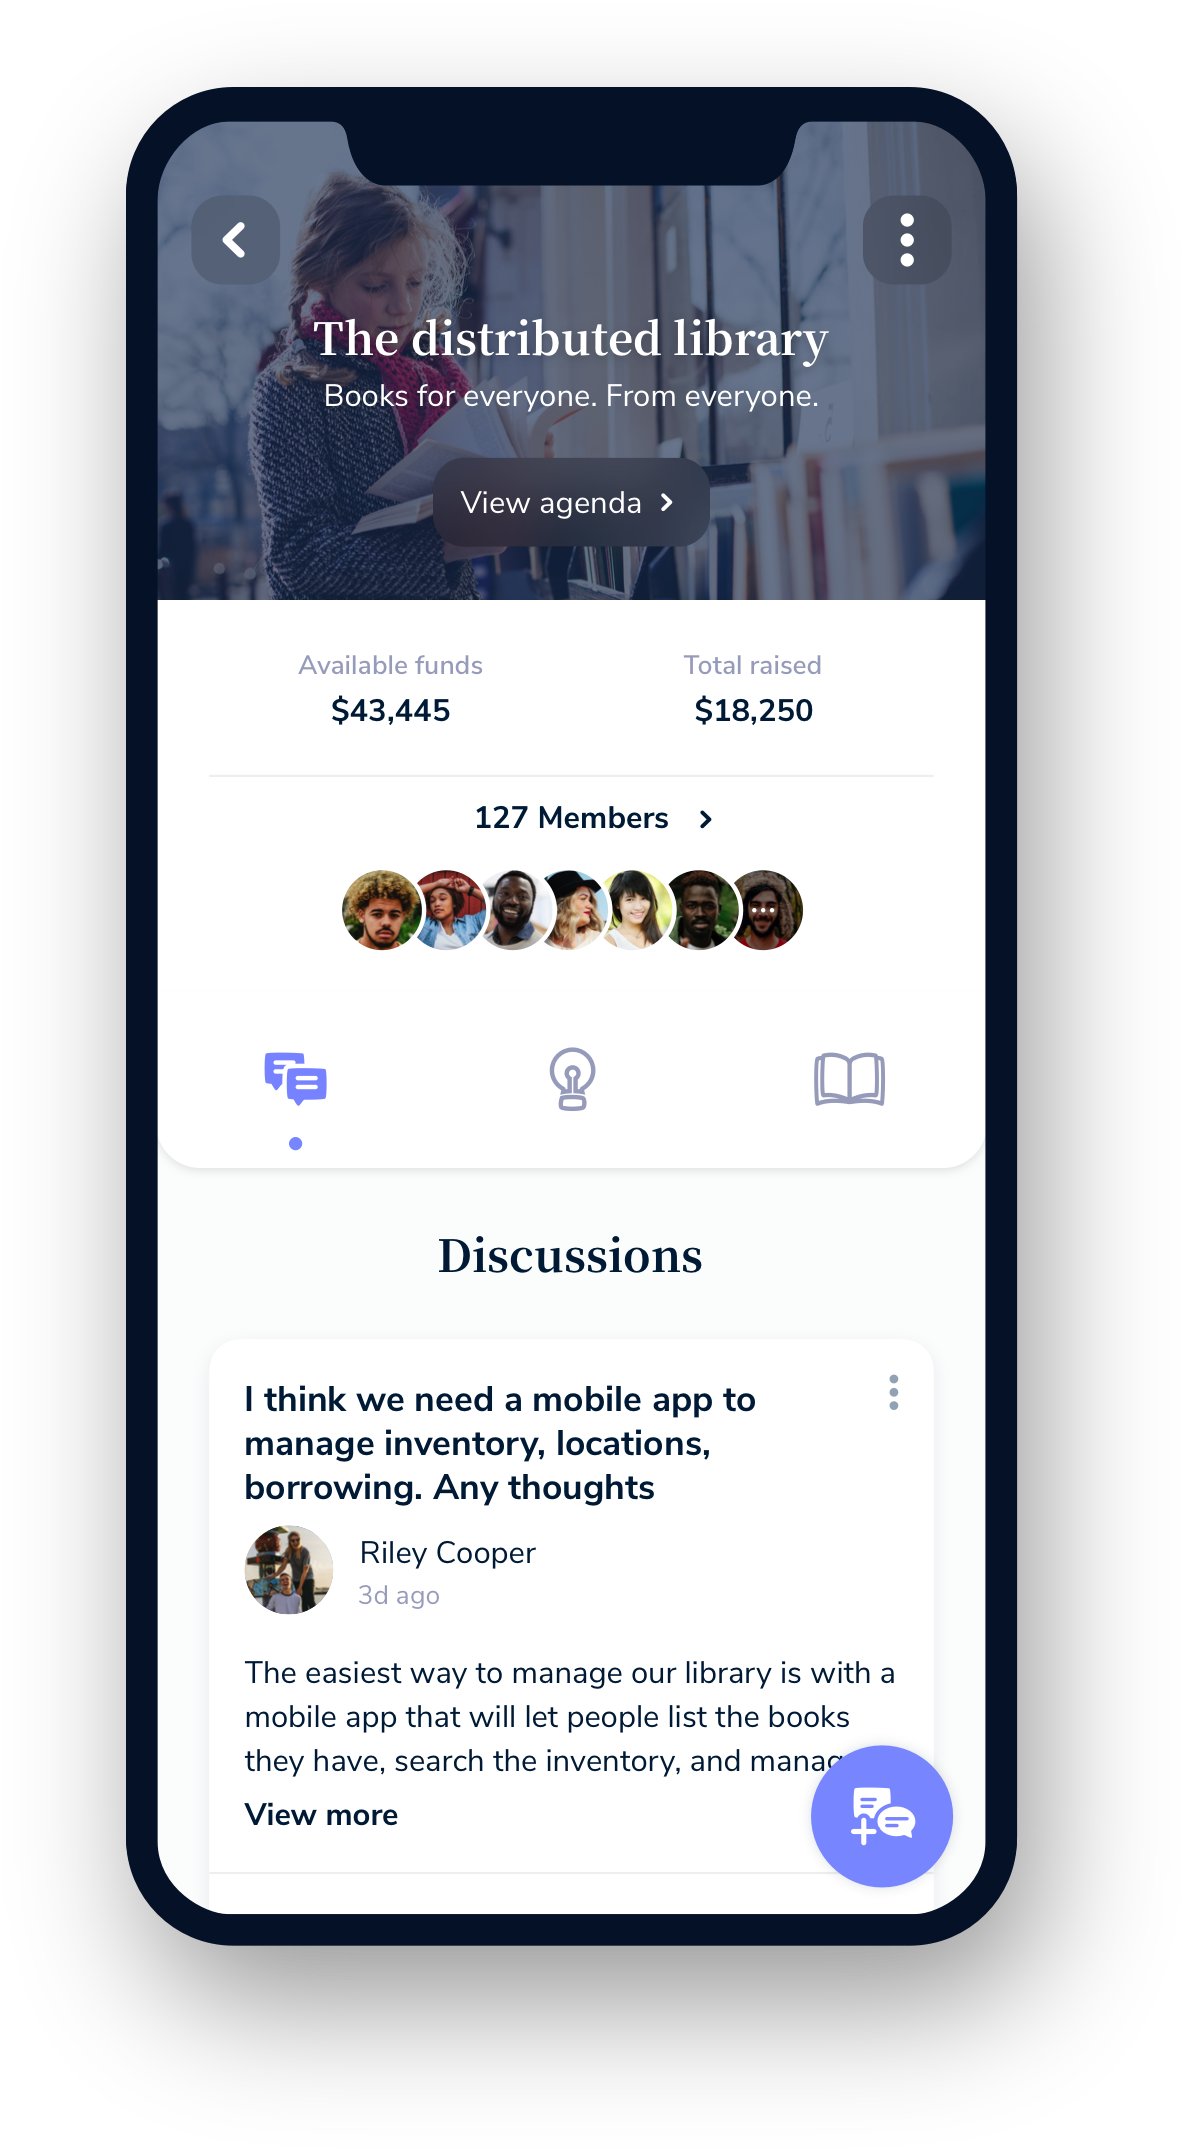 The distributed library
Books for everyone. From everyone.
View agenda
Available funds
Total raised
$43,445
$18,250
127 Members
Discussions
I think we need a mobile app to
manage inventory, locations,
borrowing. Any thoughts
Riley Cooper
3d ago
The easiest way to manage our library is with a
mobile app that will let people list the books
they have, search the inventory, and manag
View more